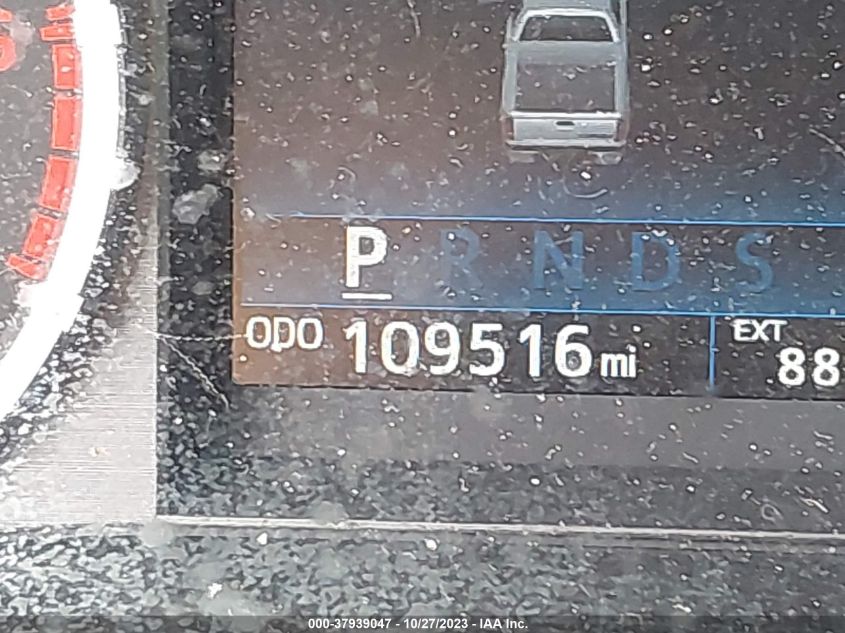 P R N D S
ODO 109516 mi EXT 88
000-37939047 - 10/27/2023 - IAA Inc.